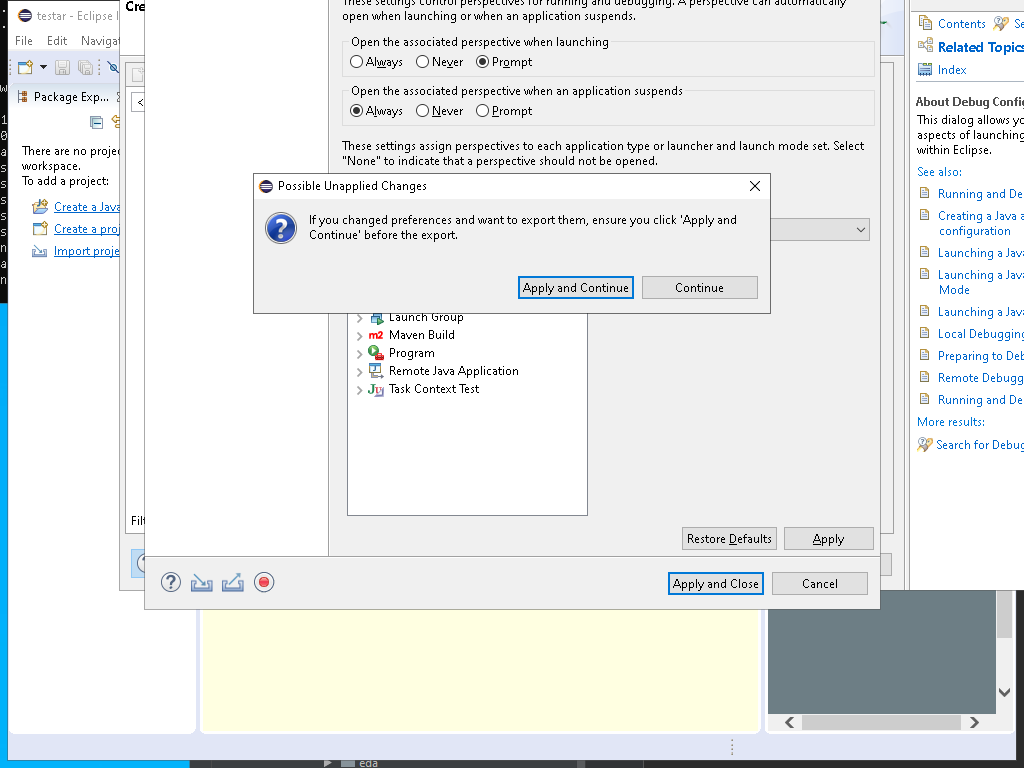 testar - Eclipse I
Cre
File Edit Navigat
Package Exp...
There are no projec
workspace.
To add a project:
Create a Java
Create a proj
Import proje
These settings control perspectives for running and debugging. A perspective can automatically
open when launching or when an application suspends.
Open the associated perspective when launching
Always Never Prompt
Open the associated perspective when an application suspends
Always Never Prompt
These settings assign perspectives to each application type or launcher and launch mode set. Select
"None" to indicate that a perspective should not be opened.
Possible Unapplied Changes
If you changed preferences and want to export them, ensure you click 'Apply and
Continue' before the export.
Apply and Continue Continue
Launch Group
m2 Maven Build
Program
Remote Java Application
Task Context Test
Filt
Restore Defaults Apply
Apply and Close Cancel
Contents Se
Related Topics
Index
About Debug Config
This dialog allows yo
aspects of launching
within Eclipse.
See also:
Running and De
Creating a Java a
configuration
Launching a Java
Launching a Java
Mode
Launching a Java
Local Debugging
Preparing to Deb
Remote Debugg
Running and De
More results:
Search for Debug
eda